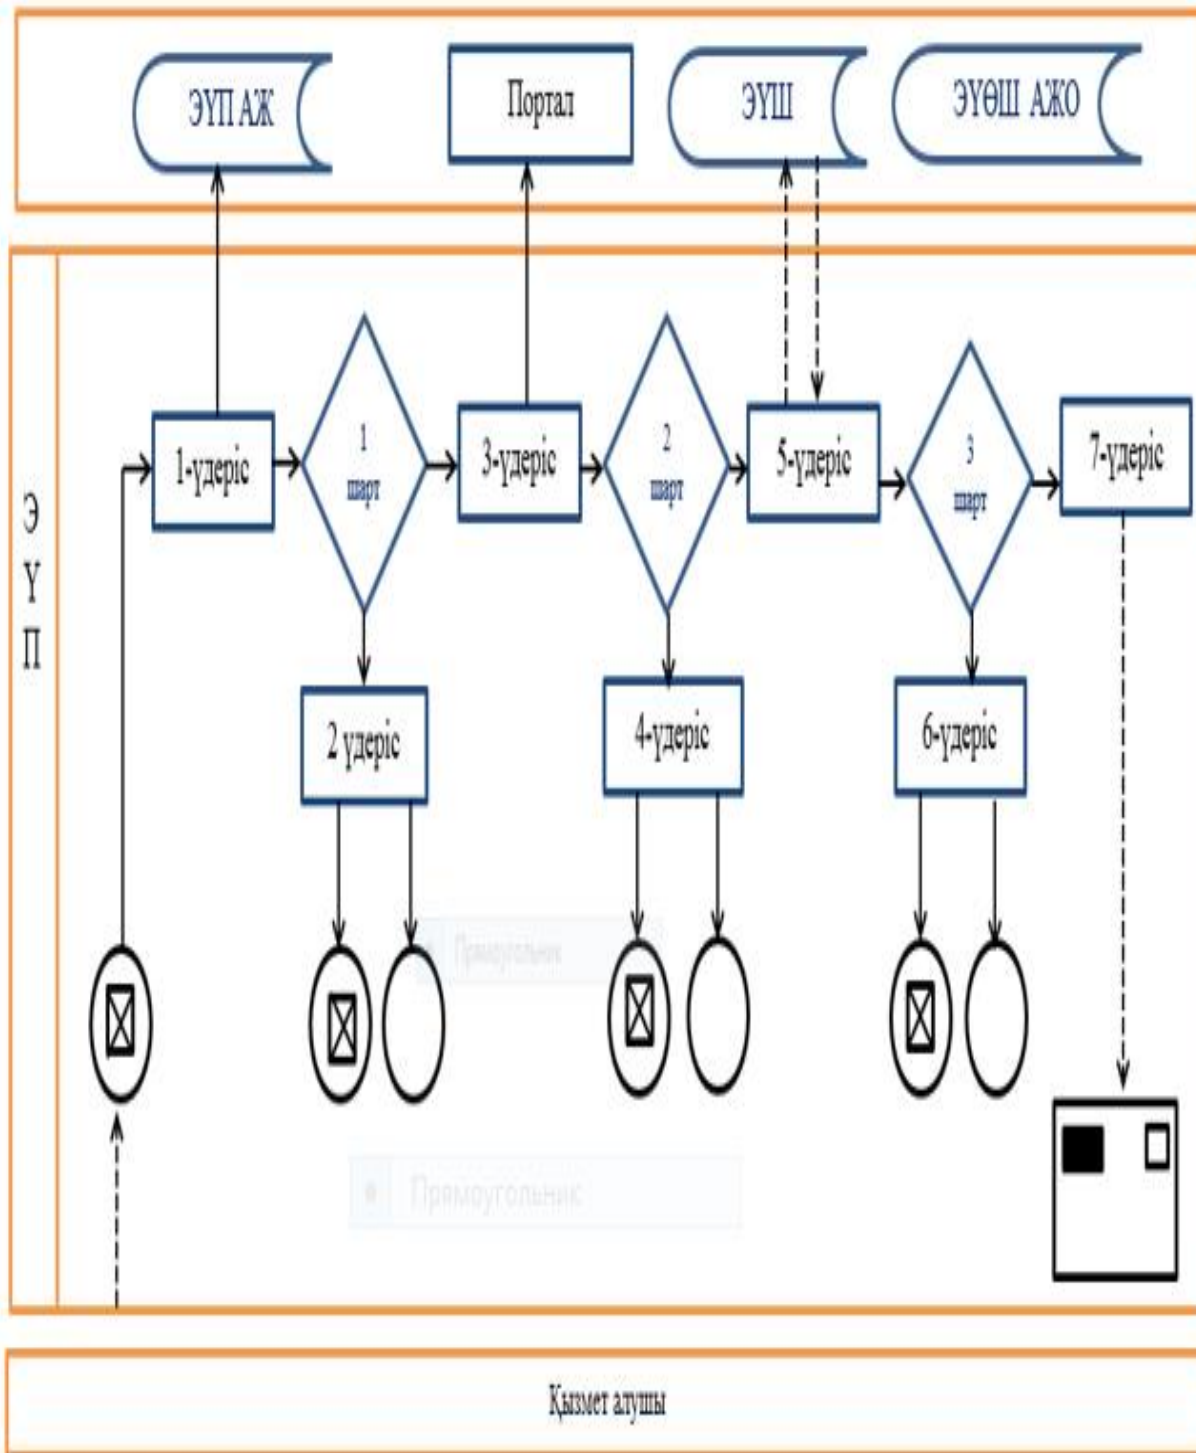 ЭҮП АЖ
Портал
ЭҮШ
ЭҮӨШ АЖО
Э
Ү
П
1-үдеріс
1
шарт
3-үдеріс
2
шарт
5-үдеріс
3
шарт
7-үдеріс
2 үдеріс
4-үдеріс
6-үдеріс
Прямоугольник
Прямоугольник
Қызмет алушы